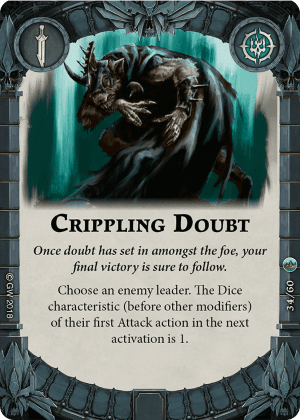 CRIPPLING DOUBT
Once doubt has set in amongst the foe, your
final victory is sure to follow.
Choose an enemy leader. The Dice
characteristic (before other modifiers)
of their first Attack action in the next
activation is 1.
© GW 2018
34/60